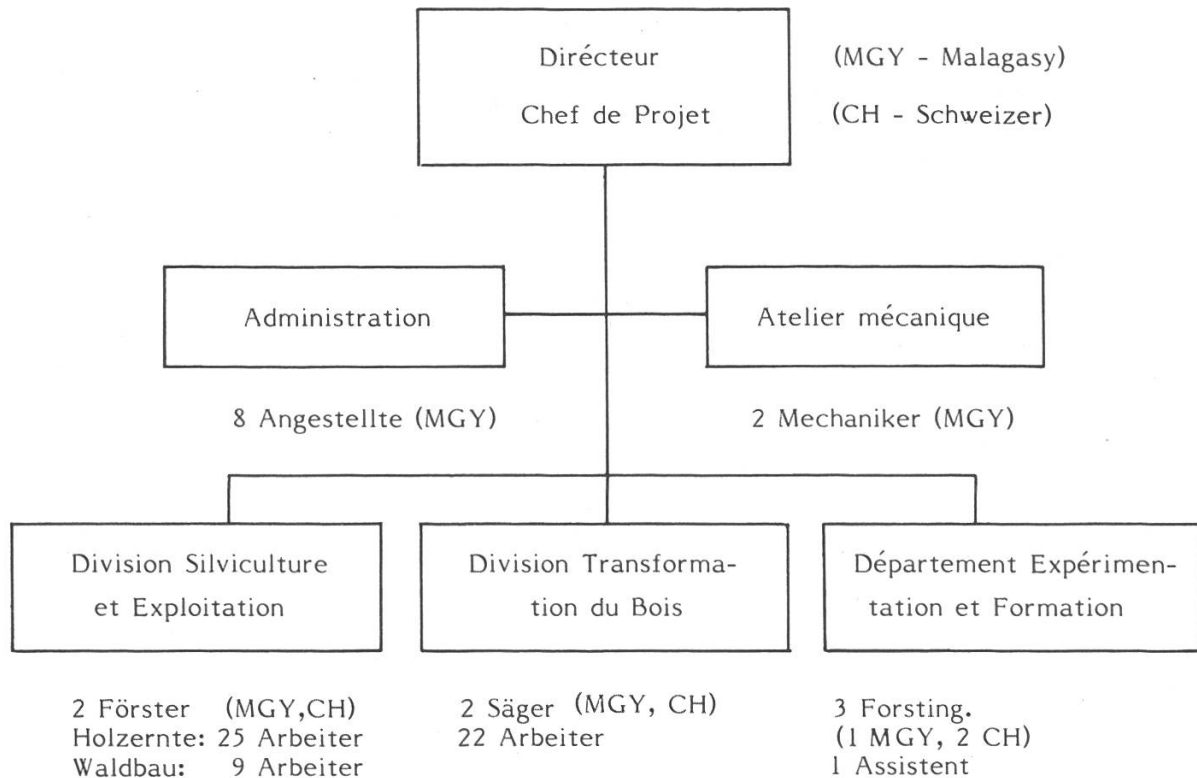 Dirécteur
(MGY - Malagasy)
Chef de Projet
(CH - Schweizer)
Administration
Atelier mécanique
8 Angestellte (MGY)
2 Mechaniker (MGY)
Division Silviculture
et Exploitation
Division Transforma-
tion du Bois
Département Expérimen-
tation et Formation
2 Förster (MGY,CH)
Holzernte: 25 Arbeiter
Waldbau: 9 Arbeiter
2 Säger (MGY, CH)
22 Arbeiter
3 Forsting.
(1 MGY, 2 CH)
1 Assistent